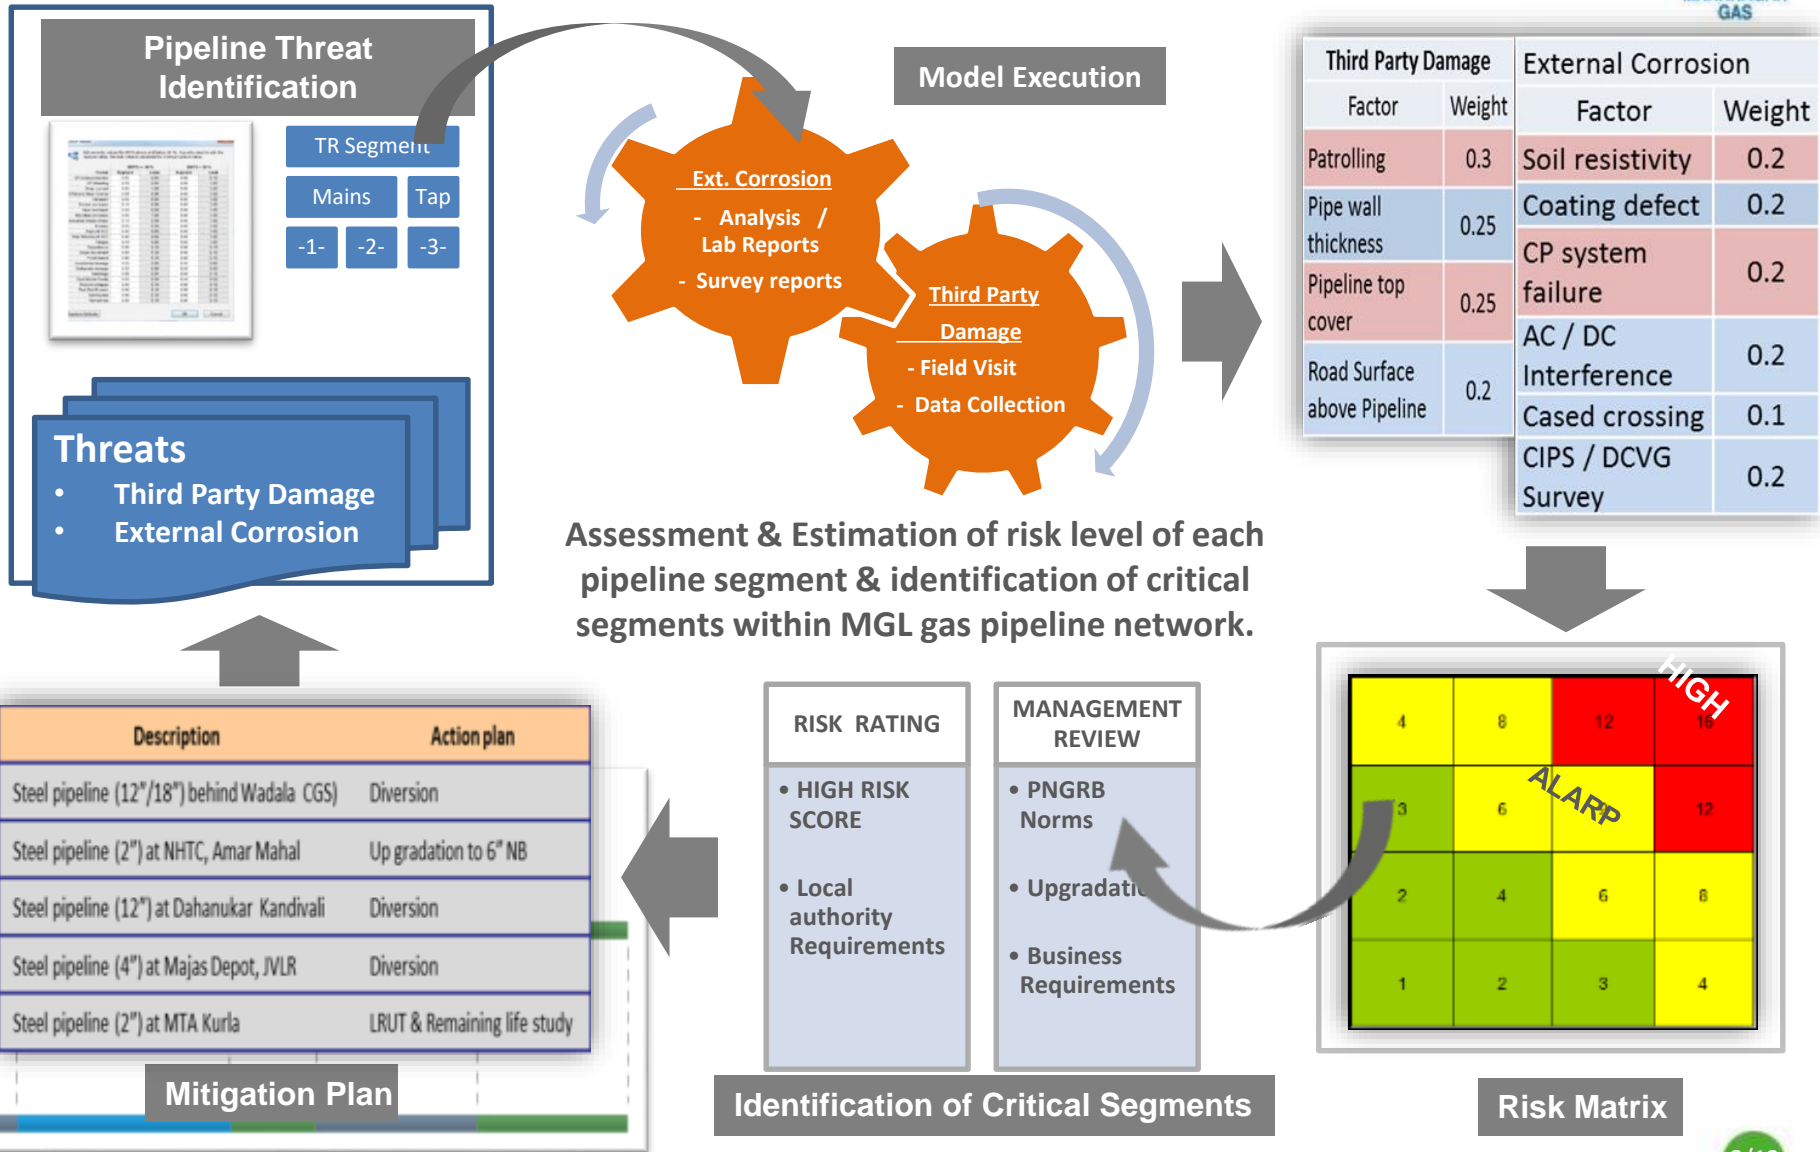 GAS
Pipeline Threat
Identification
TR Segment
Mains
Tap
-1-
-2-
-3-
Threats
• Third Party Damage
• External Corrosion
Model Execution
Ext. Corrosion
- Analysis /
Lab Reports
- Survey reports
Third Party
Damage
- Field Visit
- Data Collection
Third Party Damage
Factor Weight
Patrolling 0.3
Pipe wall
thickness 0.25
Pipeline top
cover 0.25
Road Surface
above Pipeline 0.2
External Corrosion
Factor Weight
Soil resistivity 0.2
Coating defect 0.2
CP system
failure 0.2
AC / DC
Interference 0.2
Cased crossing 0.1
CIPS / DCVG
Survey 0.2
Assessment & Estimation of risk level of each
pipeline segment & identification of critical
segments within MGL gas pipeline network.
Description Action plan
Steel pipeline (12"/18") behind Wadala CGS) Diversion
Steel pipeline (2") at NHTC, Amar Mahal Up gradation to 6" NB
Steel pipeline (12") at Dahanukar Kandivali Diversion
Steel pipeline (4") at Majas Depot, JVLR Diversion
Steel pipeline (2") at MTA Kurla LRUT & Remaining life study
Mitigation Plan
RISK RATING
• HIGH RISK
SCORE
• Local
authority
Requirements
MANAGEMENT
REVIEW
• PNGRB
Norms
• Upgradati
• Business
Requirements
Identification of Critical Segments
HIGH
4 8 12 16
ALARP
3 6 12
2 4 6 8
1 2 3 4
Risk Matrix